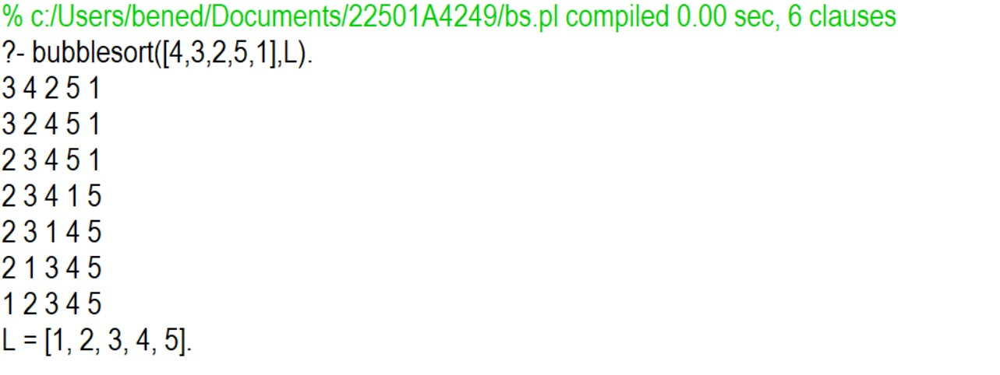 % c:/Users/bened/Documents/22501A4249/bs.pl compiled 0.00 sec, 6 clauses
?- bubblesort([4,3,2,5,1],L).
3 4 2 5 1
3 2 4 5 1
2 3 4 5 1
2 3 4 1 5
2 3 1 4 5
2 1 3 4 5
1 2 3 4 5
L = [1, 2, 3, 4, 5].